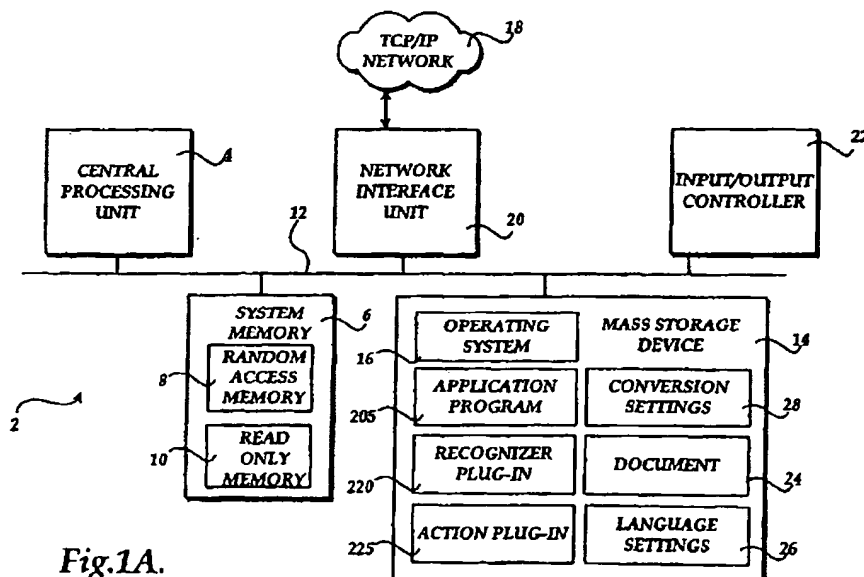 TCP/IP
NETWORK
18
CENTRAL
PROCESSING
UNIT
4
NETWORK
INTERFACE
UNIT
20
INPUT/OUTPUT
CONTROLLER
22
12
SYSTEM
MEMORY
6
RANDOM
ACCESS
MEMORY
8
READ
ONLY
MEMORY
10
2
OPERATING
SYSTEM
16
MASS STORAGE
DEVICE
14
APPLICATION
PROGRAM
205
CONVERSION
SETTINGS
28
RECOGNIZER
PLUG-IN
220
DOCUMENT
24
ACTION PLUG-IN
225
LANGUAGE
SETTINGS
26
Fig.1A.